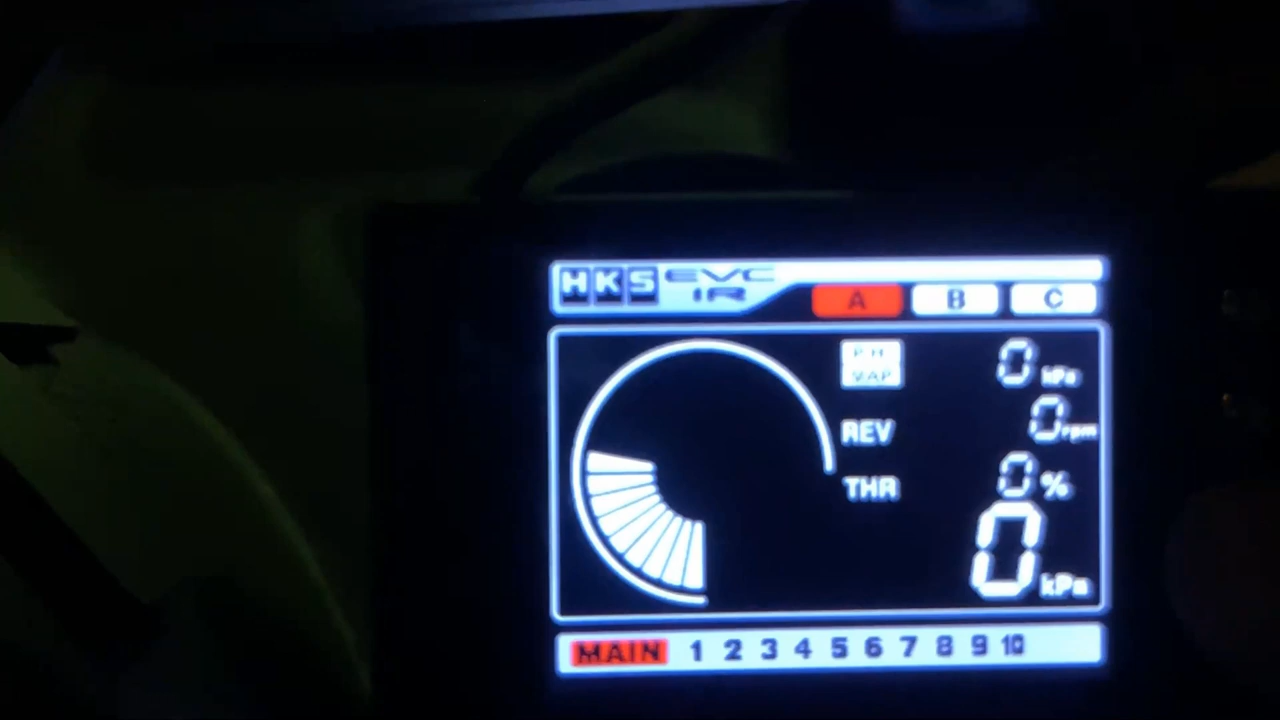 HKS EVC
IR
A B C
P.H. 0 kPa
MAP
REV 0 rpm
THR 0 %
0 kPa
MAIN 1 2 3 4 5 6 7 8 9 10